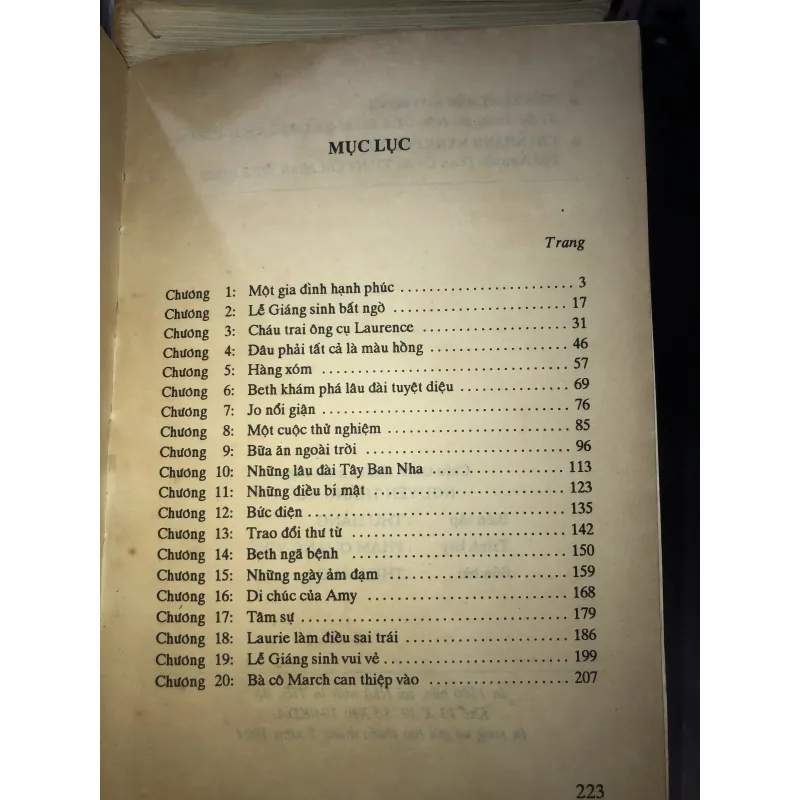 MỤC LỤC
Trang
Chương 1: Một gia đình hạnh phúc ........................ 3
Chương 2: Lễ Giáng sinh bất ngờ ........................ 17
Chương 3: Cháu trai ông cụ Laurence ..................... 31
Chương 4: Đâu phải tất cả là màu hồng ................... 46
Chương 5: Hàng xóm .................................. 57
Chương 6: Beth khám phá lâu đài tuyệt diệu ............... 69
Chương 7: Jo nổi giận .................................. 76
Chương 8: Một cuộc thử nghiệm ......................... 85
Chương 9: Bữa ăn ngoài trời ............................. 96
Chương 10: Những lâu đài Tây Ban Nha ................... 113
Chương 11: Những điều bí mật ........................... 123
Chương 12: Bức điện .................................... 135
Chương 13: Trao đổi thư từ .............................. 142
Chương 14: Beth ngã bệnh ............................... 150
Chương 15: Những ngày ảm đạm ......................... 159
Chương 16: Di chúc của Amy ............................ 168
Chương 17: Tâm sự ..................................... 179
Chương 18: Laurie làm điều sai trái ....................... 186
Chương 19: Lễ Giáng sinh vui vẻ .......................... 199
Chương 20: Bà cô March can thiệp vào .................... 207
223